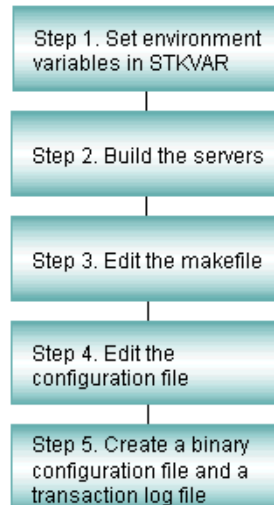 Step 1. Set environment
variables in STKVAR
Step 2. Build the servers
Step 3. Edit the makefile
Step 4. Edit the
configuration file
Step 5. Create a binary
configuration file and a
transaction log file